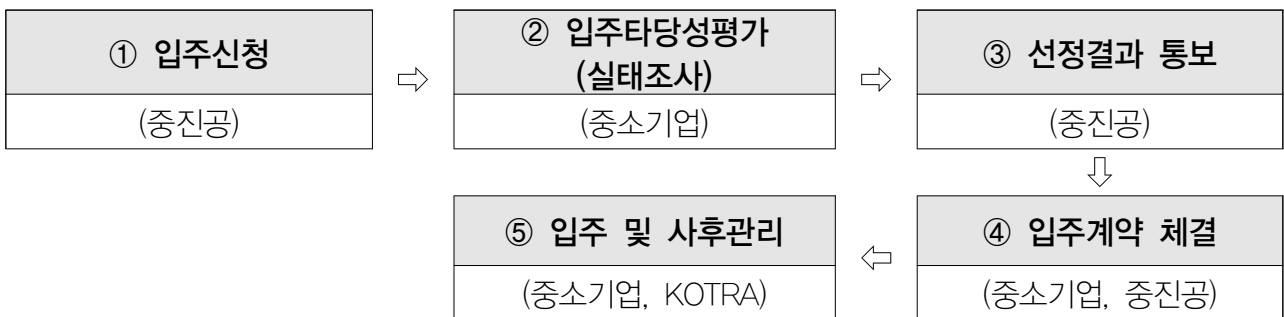 ① 입주신청
(중진공)
⇨
② 입주타당성평가
(실태조사)
(중소기업)
⇨
③ 선정결과 통보
(중진공)
⇩
④ 입주계약 체결
(중소기업, 중진공)
⇦
⑤ 입주 및 사후관리
(중소기업, KOTRA)